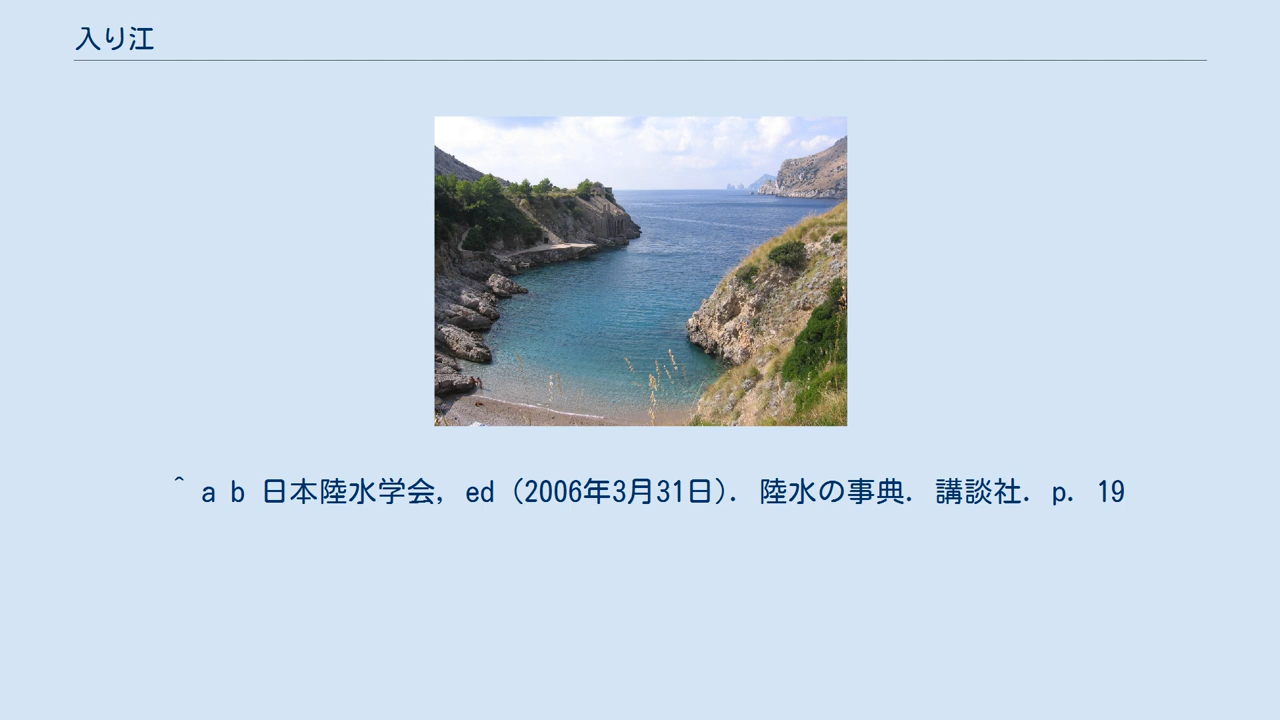 入り江
^ a b 日本陸水学会, ed (2006年3月31日). 陸水の事典. 講談社. p. 19